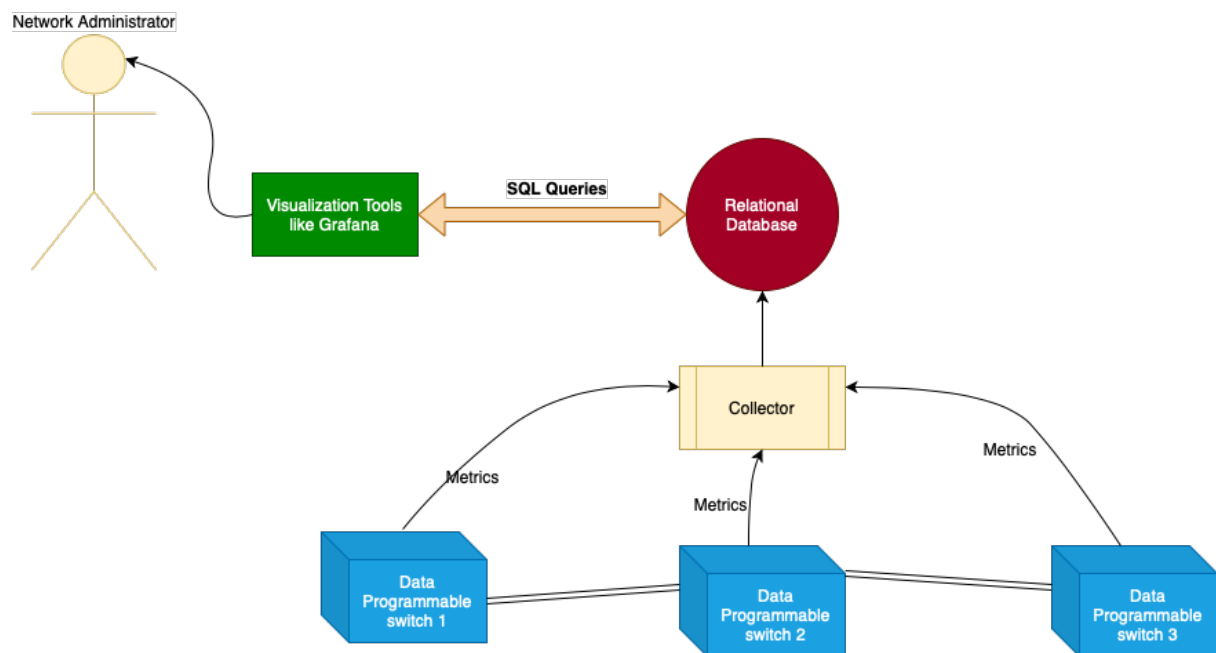 Network Administrator
SQL Queries
Visualization Tools
like Grafana
Relational
Database
Collector
Metrics
Metrics
Metrics
Data
Programmable
switch 1
Data
Programmable
switch 2
Data
Programmable
switch 3